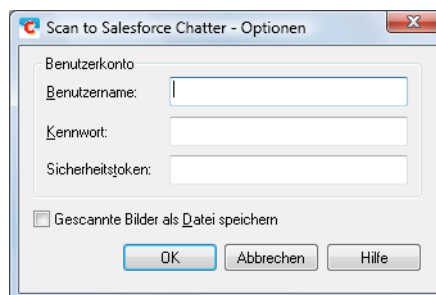 Scan to Salesforce Chatter - Optionen
Benutzerkonto
Benutzername:
Kennwort:
Sicherheitstoken:
Gescannte Bilder als Datei speichern
OK Abbrechen Hilfe